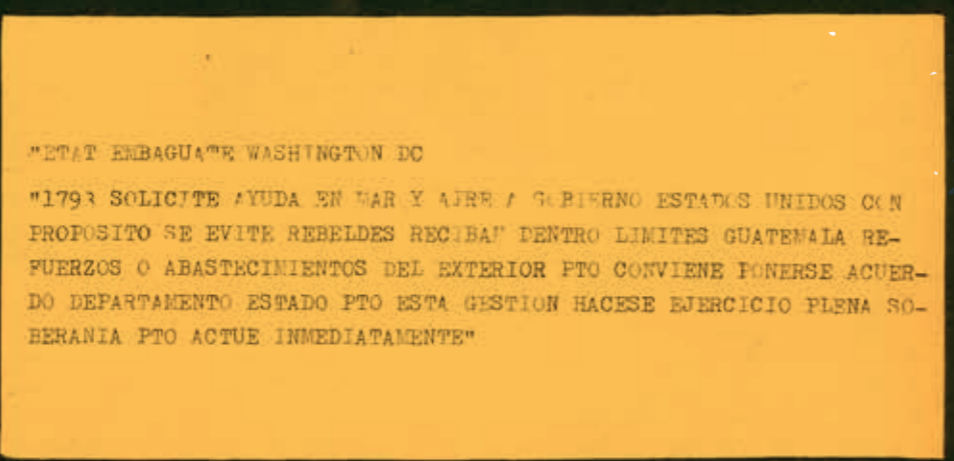 "ETAT EMBAGUATE WASHINGTON DC
"1793 SOLICITE AYUDA EN MAR Y AIRE A GOBIERNO ESTADOS UNIDOS CON
PROPOSITO SE EVITE REBELDES RECIBAN DENTRO LIMITES GUATEMALA RE-
FUERZOS O ABASTECIMIENTOS DEL EXTERIOR PTO CONVIENE PONERSE ACUER-
DO DEPARTAMENTO ESTADO PTO ESTA GESTION HACESE EJERCICIO PLENA SO-
BERANIA PTO ACTUE INMEDIATAMENTE"